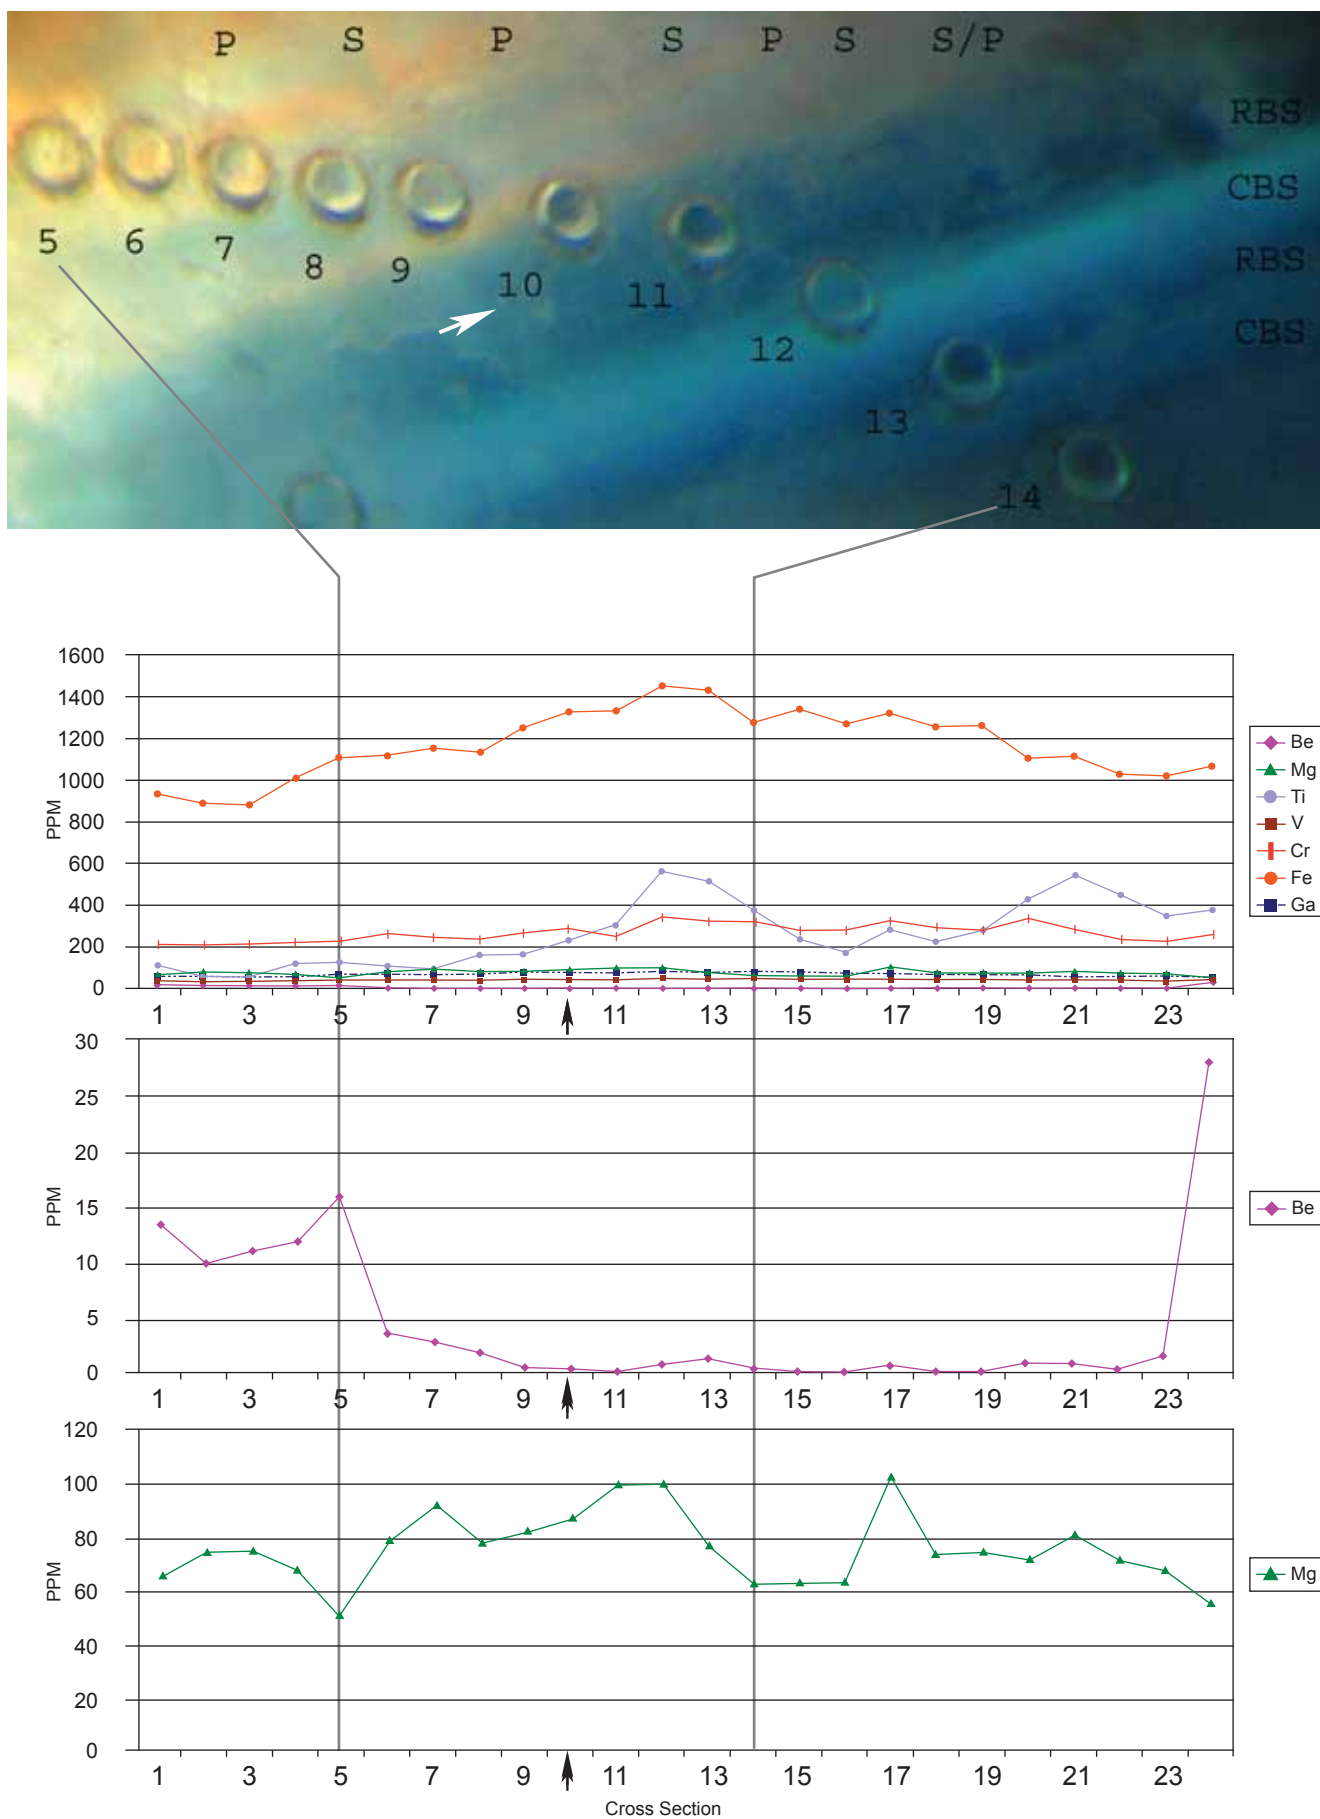 P S P S P S S/P
RBS
CBS
RBS
CBS
5 6 7 8 9 10 11 12 13 14
1600
1400
1200
1000
800
600
400
200
0
PPM
1 3 5 7 9 11 13 15 17 19 21 23
Be
Mg
Ti
V
Cr
Fe
Ga
30
25
20
15
10
5
0
PPM
1 3 5 7 9 11 13 15 17 19 21 23
Be
120
100
80
60
40
20
0
PPM
1 3 5 7 9 11 13 15 17 19 21 23
Cross Section
Mg